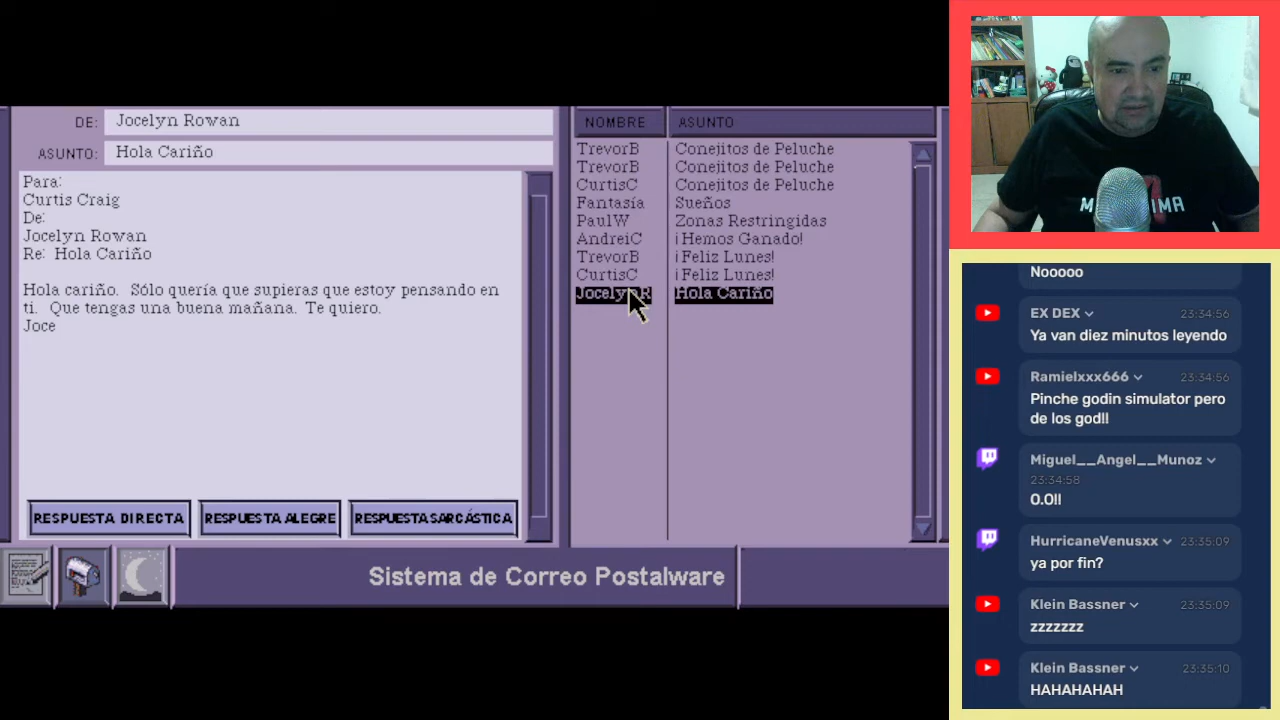 DE: Jocelyn Rowan
ASUNTO: Hola Cariño
Para:
Curtis Craig
De:
Jocelyn Rowan
Re: Hola Cariño
Hola cariño. Sólo quería que supieras que estoy pensando en
ti. Que tengas una buena mañana. Te quiero.
Joce
RESPUESTA DIRECTA
RESPUESTA ALEGRE
RESPUESTA SARCÁSTICA
NOMBRE ASUNTO
TrevorB Conejitos de Peluche
TrevorB Conejitos de Peluche
CurtisC Conejitos de Peluche
Fantasía Sueños
PaulW Zonas Restringidas
AndreiC ¡Hemos Ganado!
TrevorB ¡Feliz Lunes!
CurtisC ¡Feliz Lunes!
JocelynR Hola Cariño
Sistema de Correo Postalware
Nooooo
EX DEX 23:34:56
Ya van diez minutos leyendo
Ramielxxx666 23:34:56
Pinche godin simulator pero
de los god!!
Miguel__Angel__Munoz
23:34:58
O.O!!
HurricaneVenusxx 23:35:09
ya por fin?
Klein Bassner 23:35:09
zzzzzzz
Klein Bassner 23:35:10
HAHAHAHAH